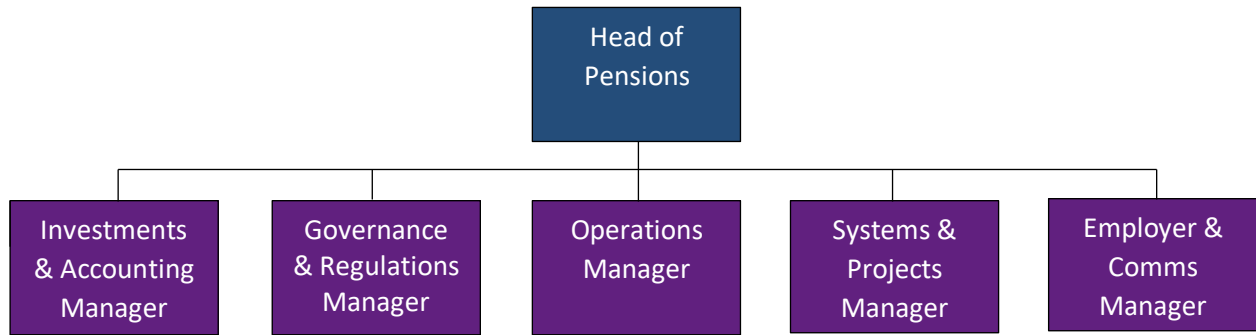 Head of
Pensions
Investments
& Accounting
Manager
Governance
& Regulations
Manager
Operations
Manager
Systems &
Projects
Manager
Employer &
Comms
Manager